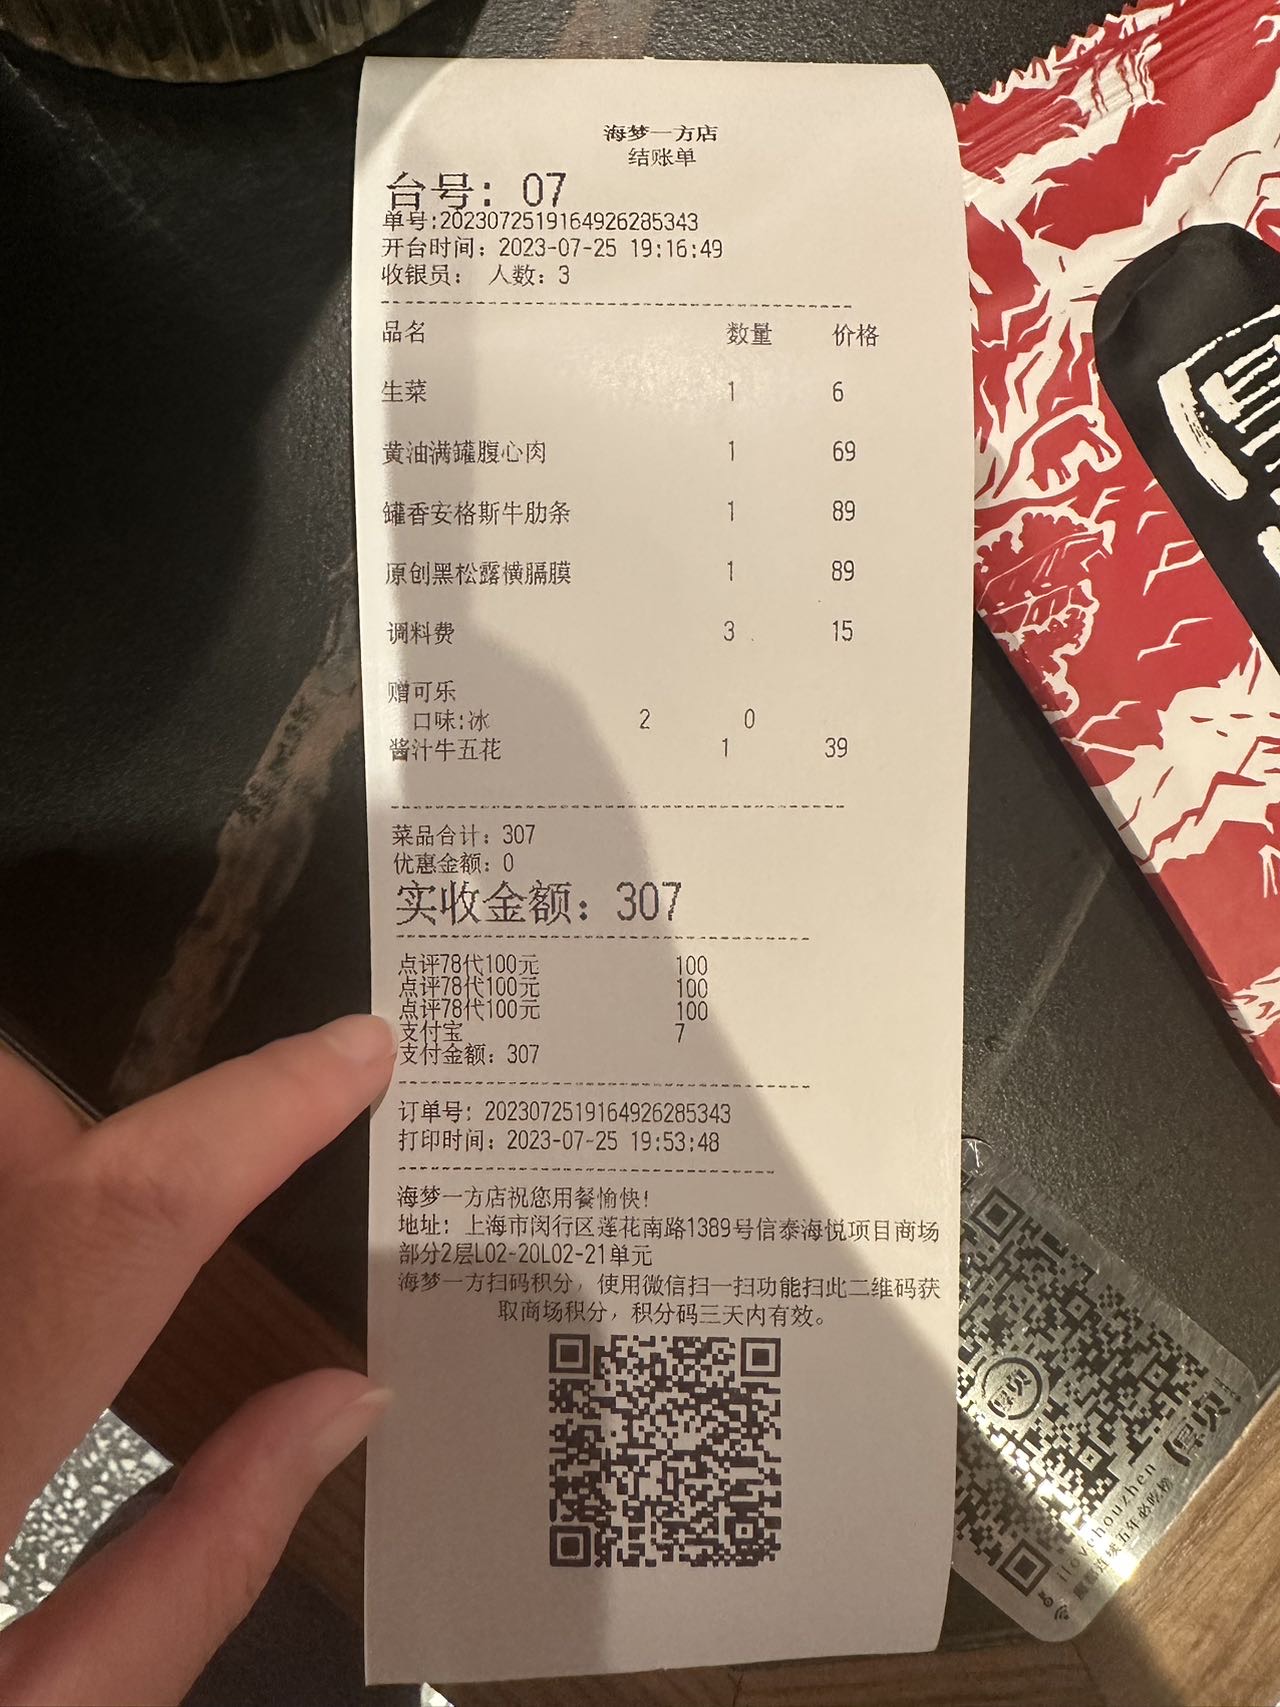 海梦一方店
结账单
台号：07
单号:2023072519164926285343
开台时间：2023-07-25 19:16:49
收银员： 人数：3
品名 数量 价格
生菜 1 6
黄油满罐腹心肉 1 69
罐香安格斯牛肋条 1 89
原创黑松露横膈膜 1 89
调料费 3 15
赠可乐
口味:冰 2 0
酱汁牛五花 1 39
菜品合计：307
优惠金额：0
实收金额：307
点评78代100元 100
点评78代100元 100
点评78代100元 100
支付宝 7
支付金额：307
订单号：2023072519164926285343
打印时间：2023-07-25 19:53:48
海梦一方店祝您用餐愉快!
地址：上海市闵行区莲花南路1389号信泰海悦项目商场
部分2层L02-20L02-21单元
海梦一方扫码积分，使用微信扫一扫功能扫此二维码获
取商场积分，积分码三天内有效。
ilovehouzhen
连续五年必吃榜